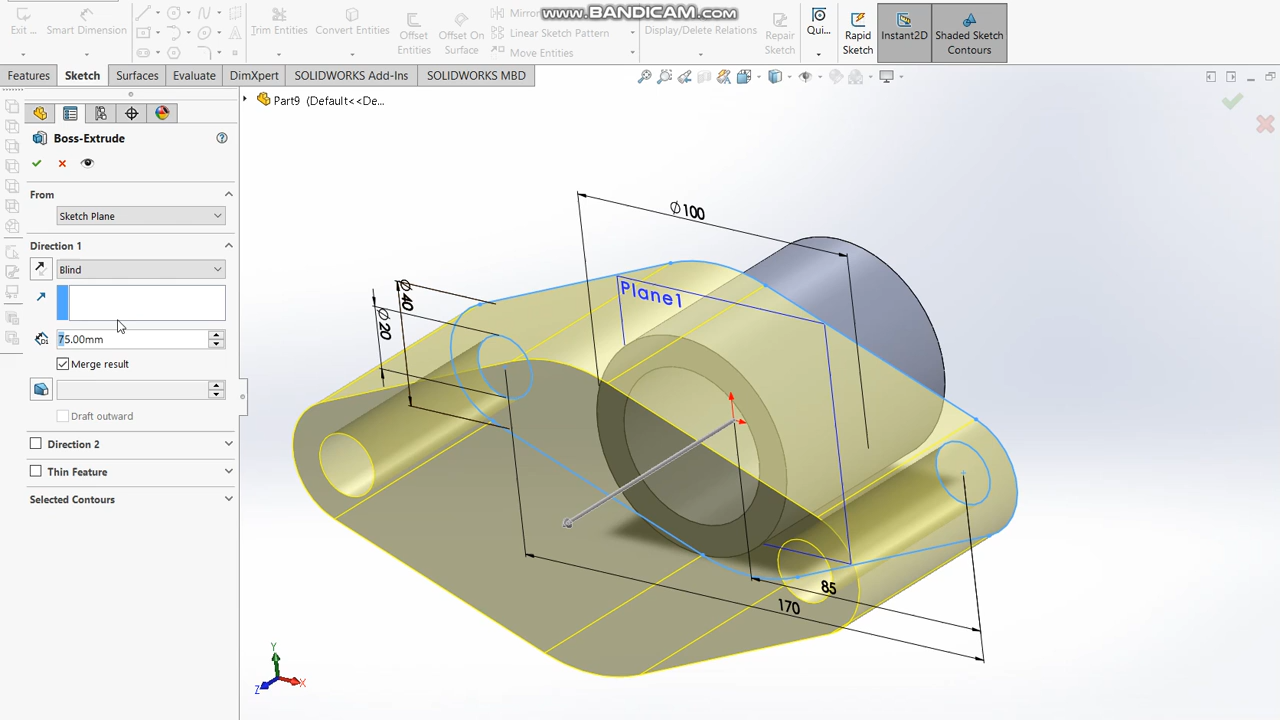 www.BANDICAM.com
Exit ...
Smart Dimension
Trim Entities
Convert Entities
Offset Entities
Offset On Surface
Mirror
Linear Sketch Pattern
Move Entities
Display/Delete Relations
Repair Sketch
Qui...
Rapid Sketch
Instant2D
Shaded Sketch Contours
Features
Sketch
Surfaces
Evaluate
DimXpert
SOLIDWORKS Add-Ins
SOLIDWORKS MBD
Part9 (Default<<De...
Boss-Extrude
From
Sketch Plane
Direction 1
Blind
75.00mm
Merge result
Draft outward
Direction 2
Thin Feature
Selected Contours
Ø100
Ø40
Ø20
Plane1
85
170
Y
Z
X